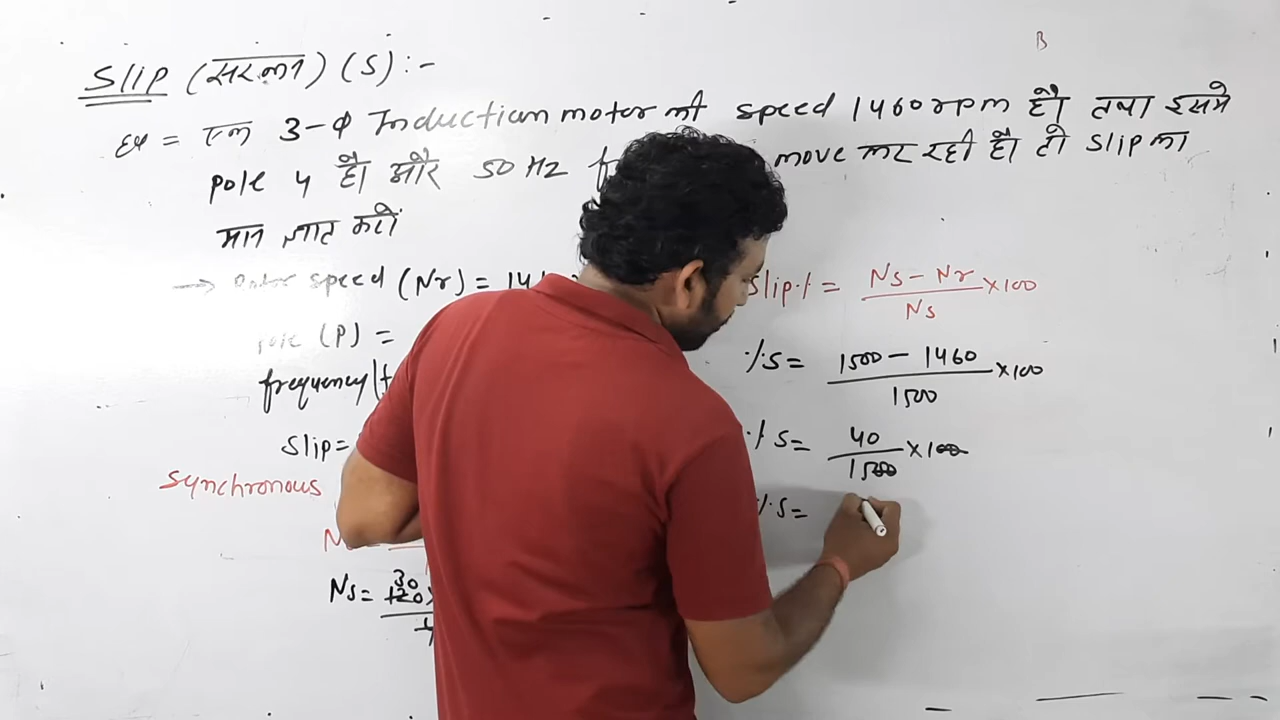 Slip (सरकन) (S) :-
Ex = एक 3-Φ Induction motor की speed 1460 rpm है। तथा इसमे
pole 4 है। और 50 Hz move कर रही है। तो slip का
मान ज्ञात करो
→ speed (Nr) = 14
pole (P) =
frequency (f
Slip =
Synchronous
Ns = 30
120
4
Slip % = Ns - Nr / Ns ×100
% S = 1500 - 1460 / 1500 ×100
% S = 40 / 1500 ×100
% S =
B